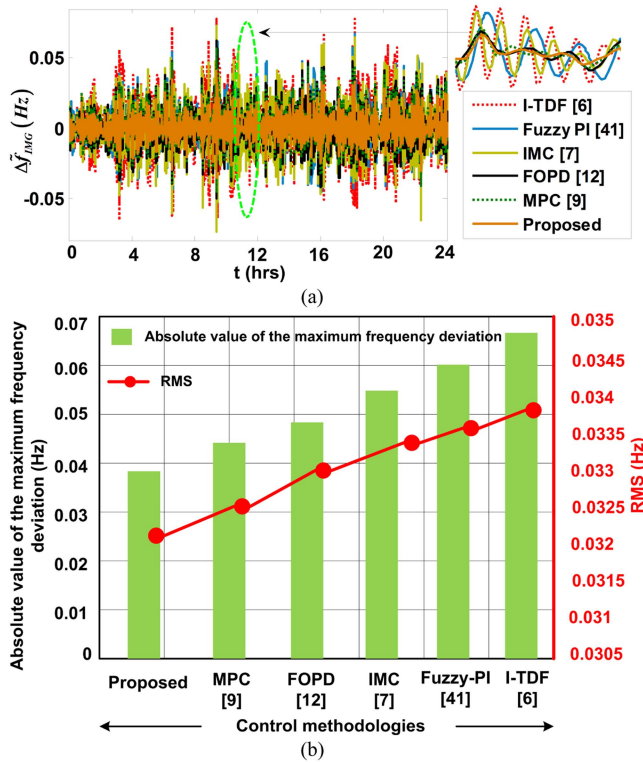 (a)
0.05
0
-0.05
Δf̃_IMG (Hz)
0 4 8 12 16 20 24
t (hrs)
I-TDF [6]
Fuzzy PI [41]
IMC [7]
FOPD [12]
MPC [9]
Proposed
(a)
(b)
Absolute value of the maximum frequency
deviation (Hz)
0.07
0.06
0.05
0.04
0.03
0.02
0.01
0
Absolute value of the maximum frequency deviation
RMS
0.035
0.0345
0.034
0.0335
0.033
0.0325
0.032
0.0315
0.031
0.0305
RMS (Hz)
Proposed MPC FOPD IMC Fuzzy-PI I-TDF
[9] [12] [7] [41] [6]
Control methodologies
(b)